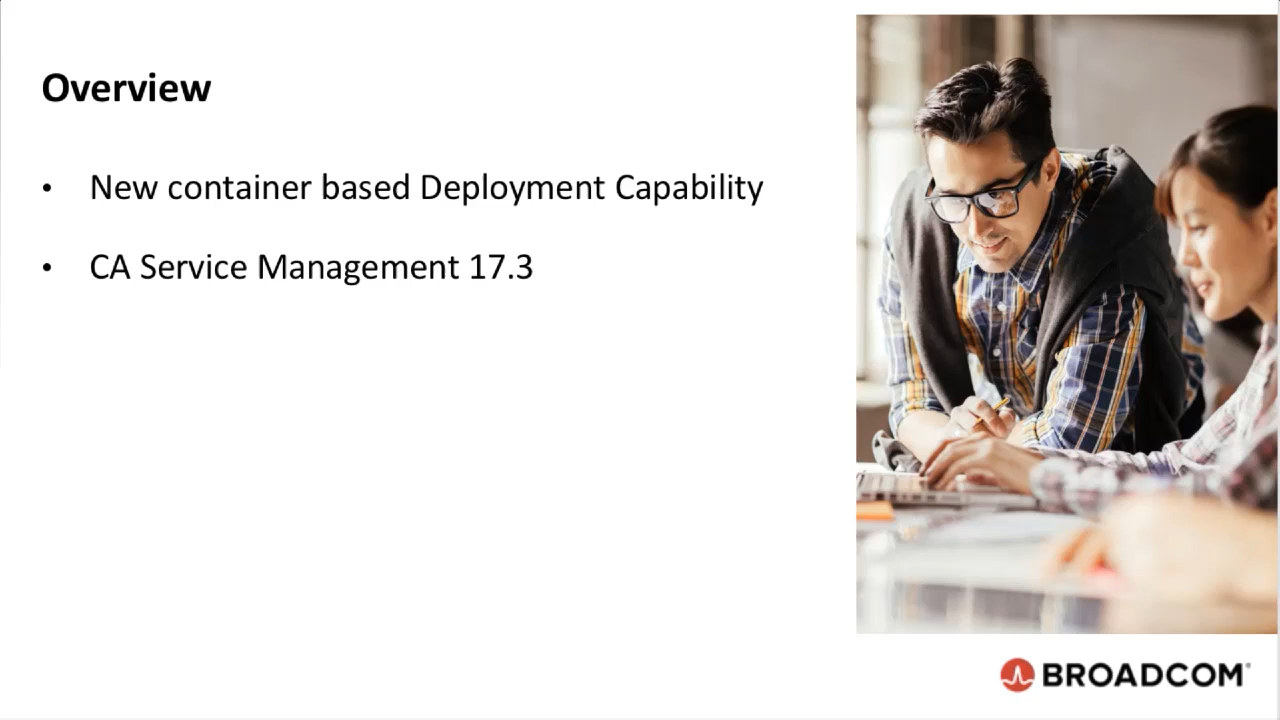 Overview
• New container based Deployment Capability
• CA Service Management 17.3
BROADCOM®